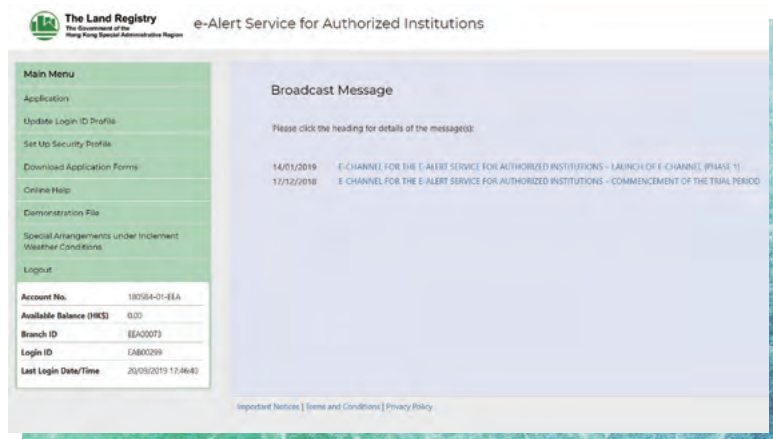 The Land Registry
The Government of the
Hong Kong Special Administrative Region
e-Alert Service for Authorized Institutions
Main Menu
Application
Update Login ID Profile
Set Up Security Profile
Download Application Forms
Online Help
Demonstration File
Special Arrangements under Inclement
Weather Conditions
Logout
Account No. 180584-01-EEA
Available Balance (HK$) 0.00
Branch ID EEA00073
Login ID EAB00299
Last Login Date/Time 20/09/2019 17:46:40
Broadcast Message
Please click the heading for details of the message(s):
14/01/2019 E-CHANNEL FOR THE E-ALERT SERVICE FOR AUTHORIZED INSTITUTIONS – LAUNCH OF E-CHANNEL (PHASE 1)
17/12/2018 E-CHANNEL FOR THE E-ALERT SERVICE FOR AUTHORIZED INSTITUTIONS – COMMENCEMENT OF THE TRIAL PERIOD
Important Notices | Terms and Conditions | Privacy Policy